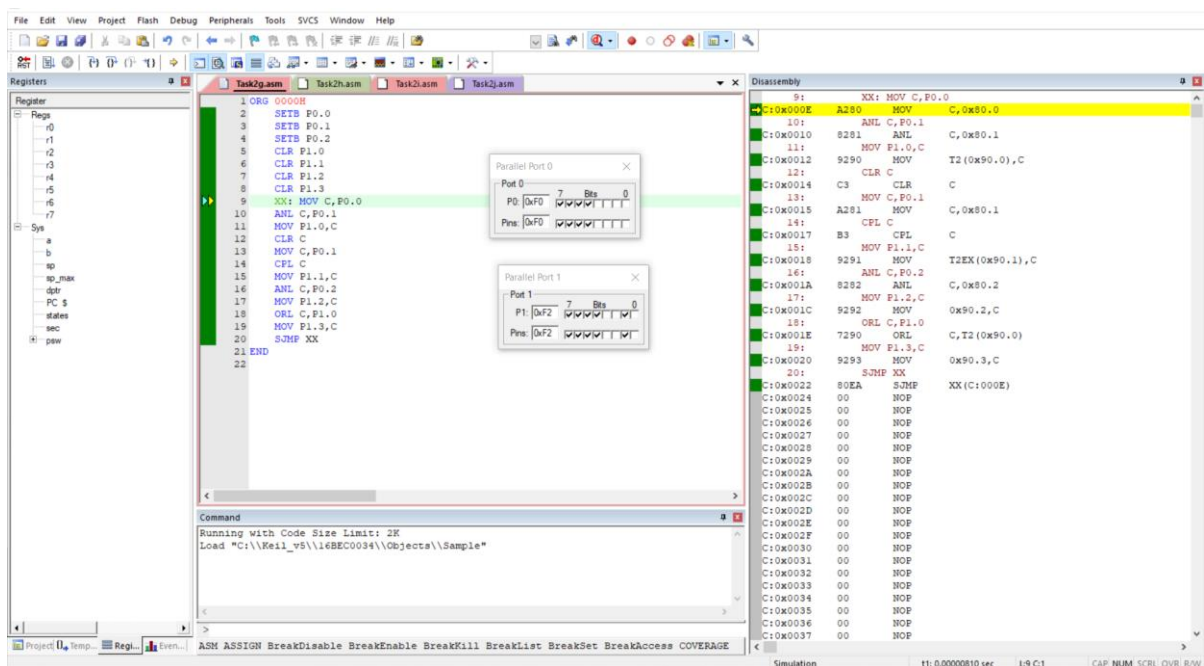 File Edit View Project Flash Debug Peripherals Tools SVCS Window Help
Registers
Register
Regs
r0
r1
r2
r3
r4
r5
r6
r7
Sys
a
b
sp
sp_max
dptr
PC $
states
sec
psw
Project Temp... Regi... Even...
Task2g.asm Task2h.asm Task2i.asm Task2j.asm
1 ORG 0000H
2 SETB P0.0
3 SETB P0.1
4 SETB P0.2
5 CLR P1.0
6 CLR P1.1
7 CLR P1.2
8 CLR P1.3
9 XX: MOV C,P0.0
10 ANL C,P0.1
11 MOV P1.0,C
12 CLR C
13 MOV C,P0.1
14 CPL C
15 MOV P1.1,C
16 ANL C,P0.2
17 MOV P1.2,C
18 ORL C,P1.0
19 MOV P1.3,C
20 SJMP XX
21 END
22
Parallel Port 0
Port 0
7 Bits 0
P0: 0xF0
Pins: 0xF0
Parallel Port 1
Port 1
7 Bits 0
P1: 0xF2
Pins: 0xF2
Command
Running with Code Size Limit: 2K
Load "C:\\Keil_v5\\16BEC0034\\Objects\\Sample"
>
ASM ASSIGN BreakDisable BreakEnable BreakKill BreakList BreakSet BreakAccess COVERAGE
Disassembly
9: XX: MOV C,P0.0
C:0x000E A280 MOV C,0x80.0
10: ANL C,P0.1
C:0x0010 8281 ANL C,0x80.1
11: MOV P1.0,C
C:0x0012 9290 MOV T2(0x90.0),C
12: CLR C
C:0x0014 C3 CLR C
13: MOV C,P0.1
C:0x0015 A281 MOV C,0x80.1
14: CPL C
C:0x0017 B3 CPL C
15: MOV P1.1,C
C:0x0018 9291 MOV T2EX(0x90.1),C
16: ANL C,P0.2
C:0x001A 8282 ANL C,0x80.2
17: MOV P1.2,C
C:0x001C 9292 MOV 0x90.2,C
18: ORL C,P1.0
C:0x001E 7290 ORL C,T2(0x90.0)
19: MOV P1.3,C
C:0x0020 9293 MOV 0x90.3,C
20: SJMP XX
C:0x0022 80EA SJMP XX(C:000E)
C:0x0024 00 NOP
C:0x0025 00 NOP
C:0x0026 00 NOP
C:0x0027 00 NOP
C:0x0028 00 NOP
C:0x0029 00 NOP
C:0x002A 00 NOP
C:0x002B 00 NOP
C:0x002C 00 NOP
C:0x002D 00 NOP
C:0x002E 00 NOP
C:0x002F 00 NOP
C:0x0030 00 NOP
C:0x0031 00 NOP
C:0x0032 00 NOP
C:0x0033 00 NOP
C:0x0034 00 NOP
C:0x0035 00 NOP
C:0x0036 00 NOP
C:0x0037 00 NOP
Simulation t1: 0.00000810 sec L:9 C:1 CAP NUM SCRL OVR R/W